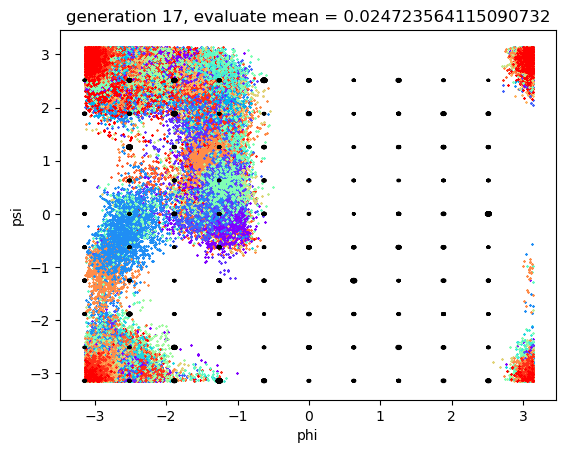 generation 17, evaluate mean = 0.024723564115090732
3
2
1
0
−1
−2
−3
psi
−3 −2 −1 0 1 2 3
phi